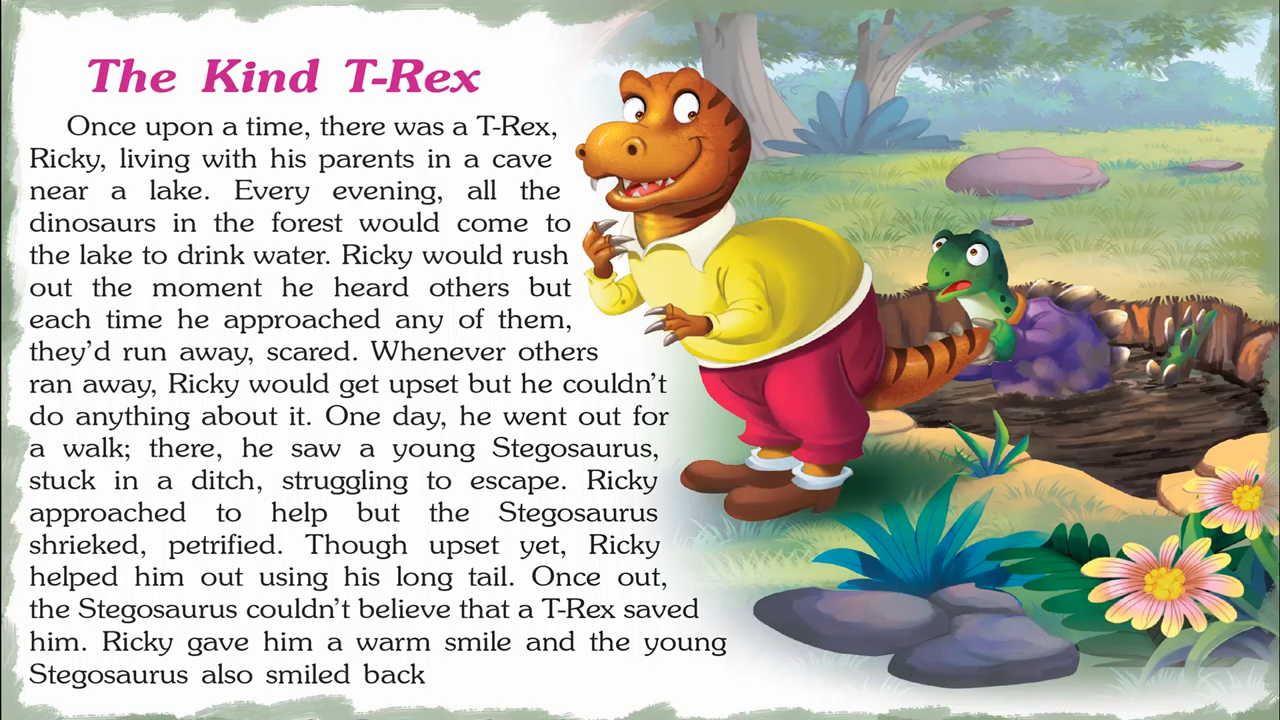 The Kind T-Rex
Once upon a time, there was a T-Rex,
Ricky, living with his parents in a cave
near a lake. Every evening, all the
dinosaurs in the forest would come to
the lake to drink water. Ricky would rush
out the moment he heard others but
each time he approached any of them,
they'd run away, scared. Whenever others
ran away, Ricky would get upset but he couldn't
do anything about it. One day, he went out for
a walk; there, he saw a young Stegosaurus,
stuck in a ditch, struggling to escape. Ricky
approached to help but the Stegosaurus
shrieked, petrified. Though upset yet, Ricky
helped him out using his long tail. Once out,
the Stegosaurus couldn't believe that a T-Rex saved
him. Ricky gave him a warm smile and the young
Stegosaurus also smiled back